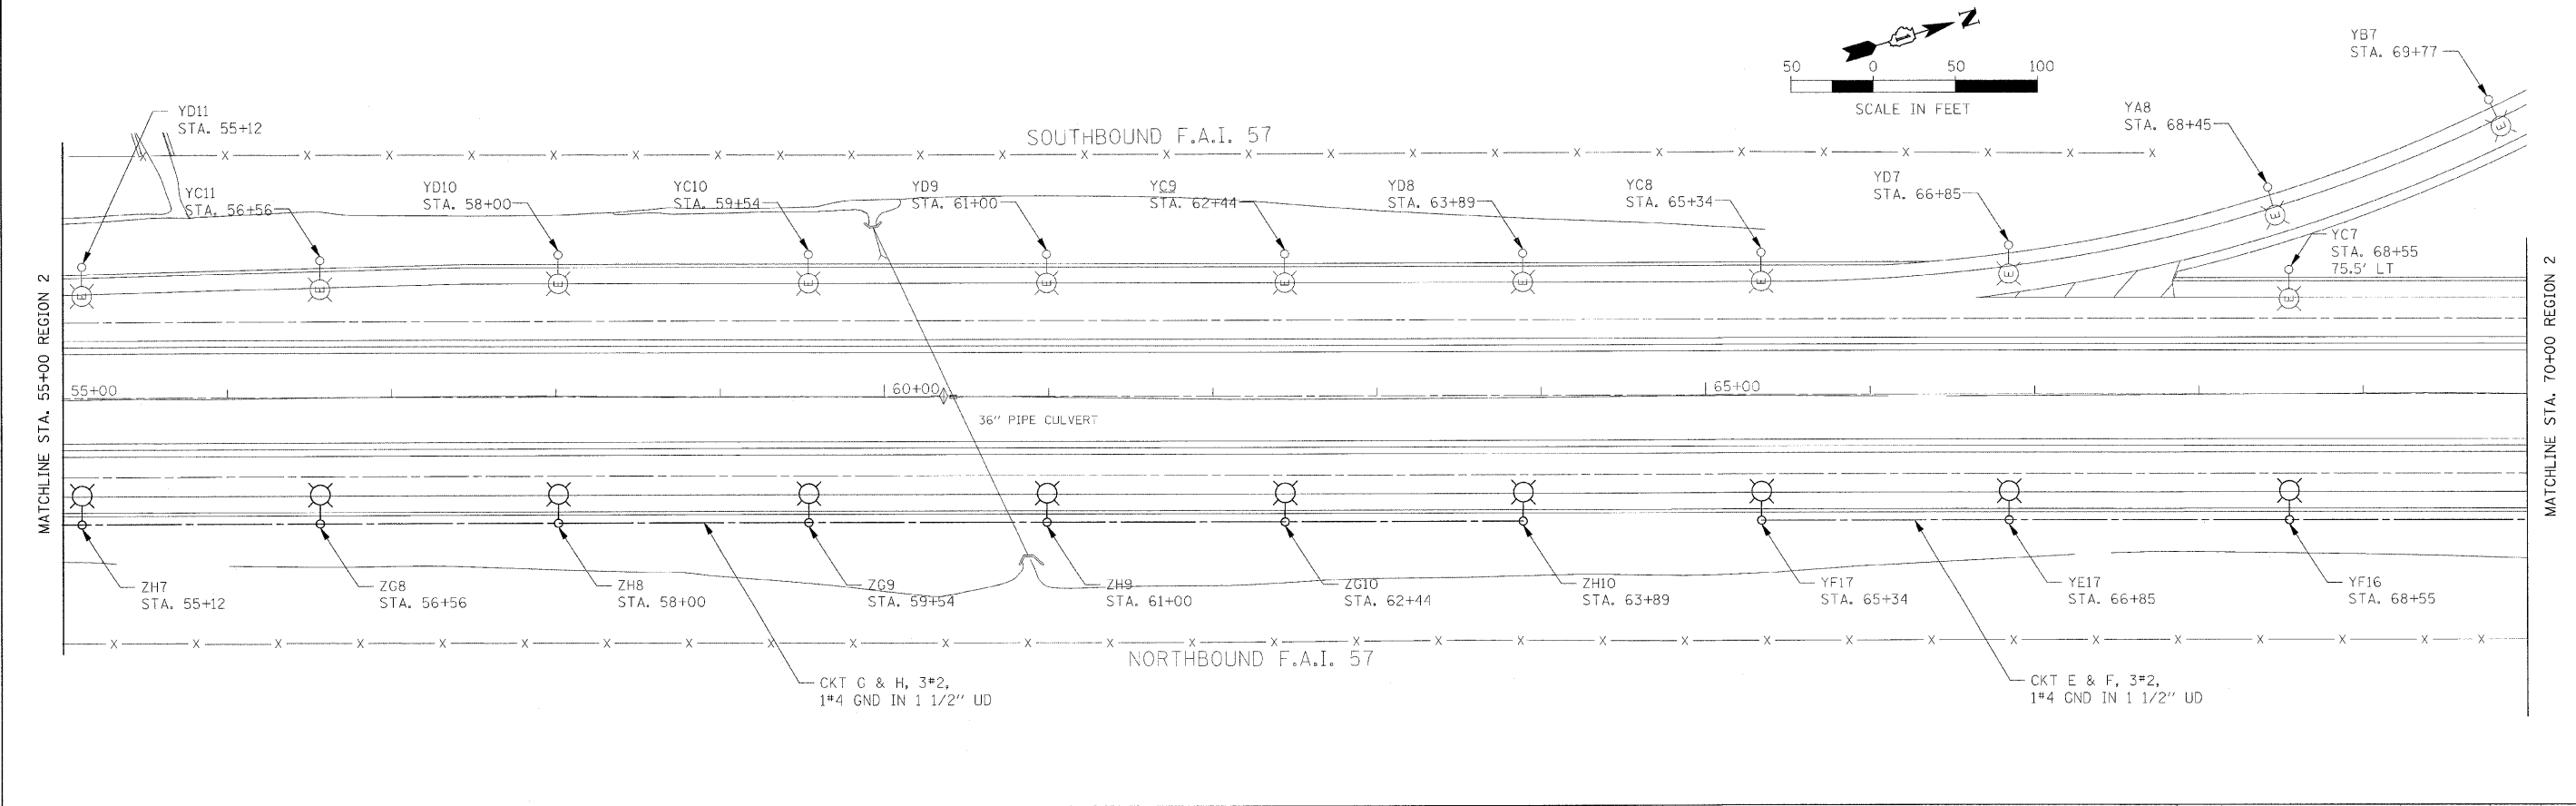 YB7
STA. 69+77
N
50 0 50 100
SCALE IN FEET
YA8
STA. 68+45
YD11
STA. 55+12
SOUTHBOUND F.A.I. 57
YC11
STA. 56+56
YD10
STA. 58+00
YC10
STA. 59+54
YD9
STA. 61+00
YC9
STA. 62+44
YD8
STA. 63+89
YC8
STA. 65+34
YD7
STA. 66+85
YC7
STA. 68+55
75.5' LT
E E E E E E E E E E E E
MATCHLINE STA. 55+00 REGION 2
MATCHLINE STA. 70+00 REGION 2
55+00
60+00
65+00
36" PIPE CULVERT
ZH7
STA. 55+12
ZG8
STA. 56+56
ZH8
STA. 58+00
ZG9
STA. 59+54
ZH9
STA. 61+00
ZG10
STA. 62+44
ZH10
STA. 63+89
YF17
STA. 65+34
YE17
STA. 66+85
YF16
STA. 68+55
NORTHBOUND F.A.I. 57
CKT G & H, 3#2,
1#4 GND IN 1 1/2" UD
CKT E & F, 3#2,
1#4 GND IN 1 1/2" UD